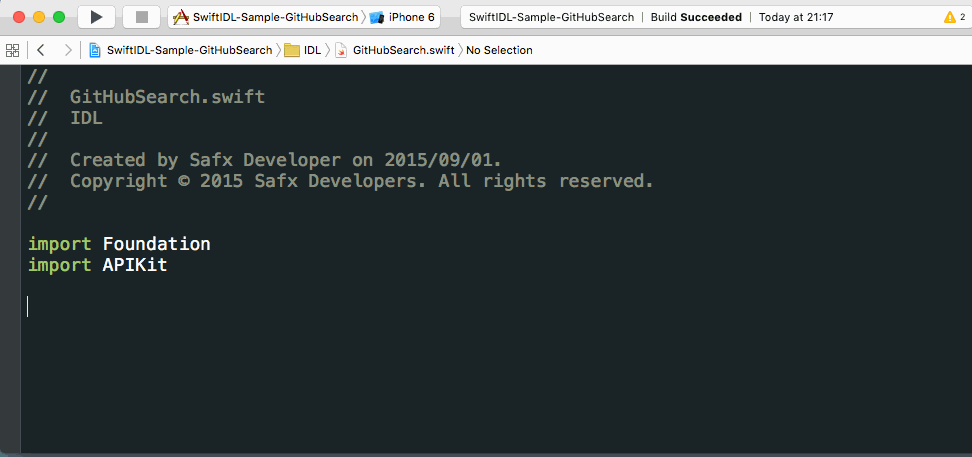 SwiftIDL-Sample-GitHubSearch iPhone 6 SwiftIDL-Sample-GitHubSearch | Build Succeeded | Today at 21:17 2
SwiftIDL-Sample-GitHubSearch IDL GitHubSearch.swift No Selection
//
//  GitHubSearch.swift
//  IDL
//
//  Created by Safx Developer on 2015/09/01.
//  Copyright © 2015 Safx Developers. All rights reserved.
//
import Foundation
import APIKit